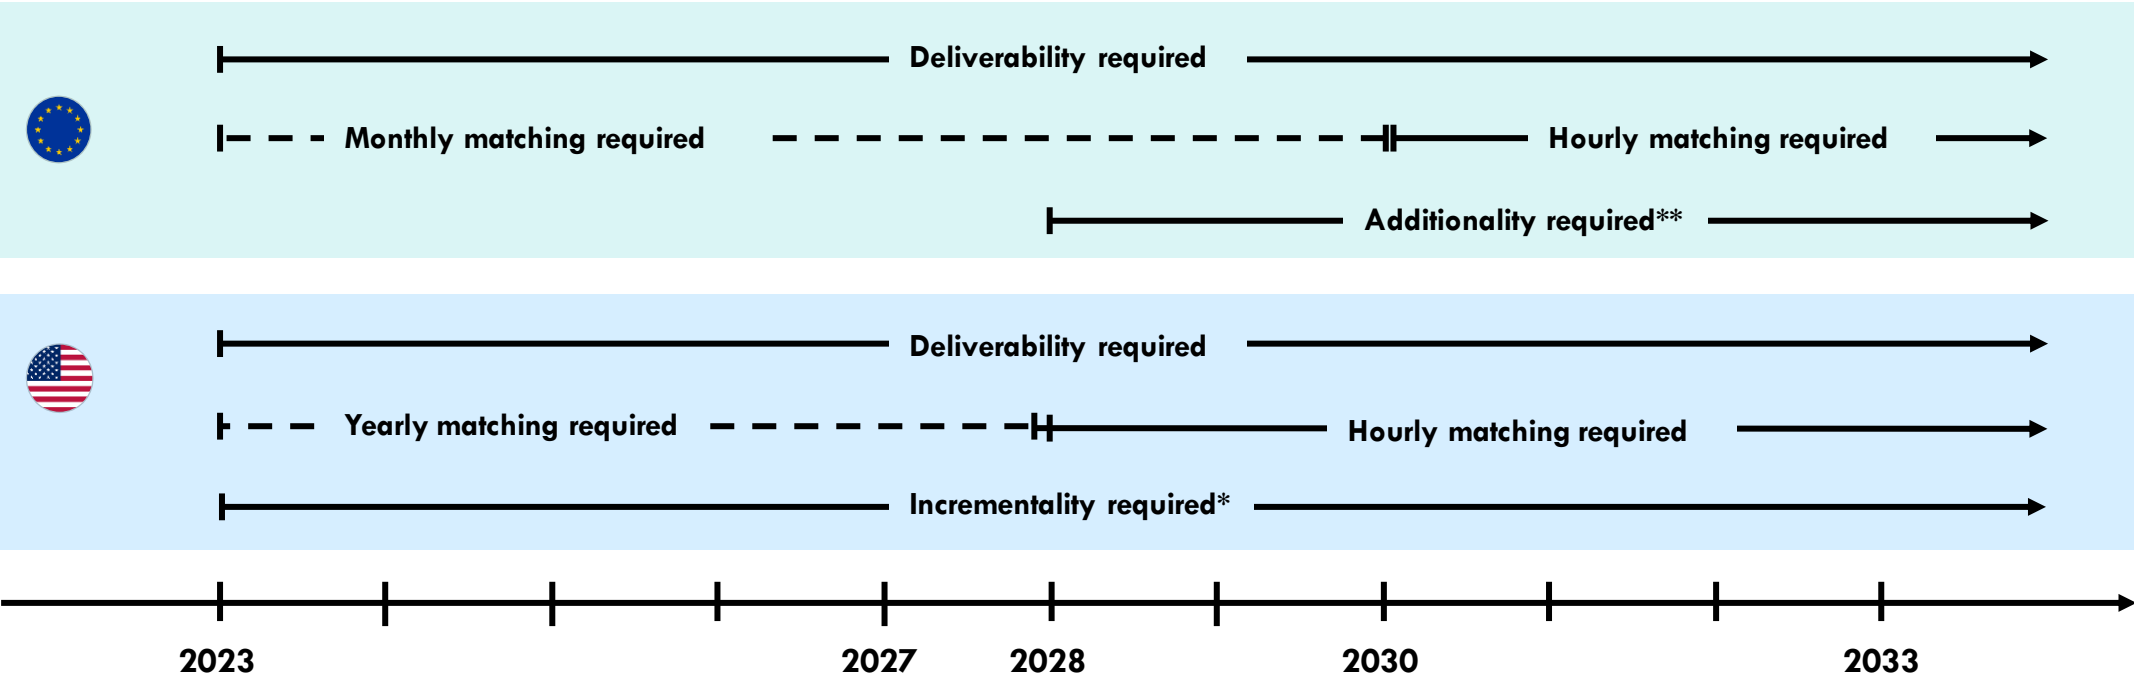 Deliverability required
Monthly matching required
Hourly matching required
Additionality required**
Deliverability required
Yearly matching required
Hourly matching required
Incrementality required*
2023
2027
2028
2030
2033